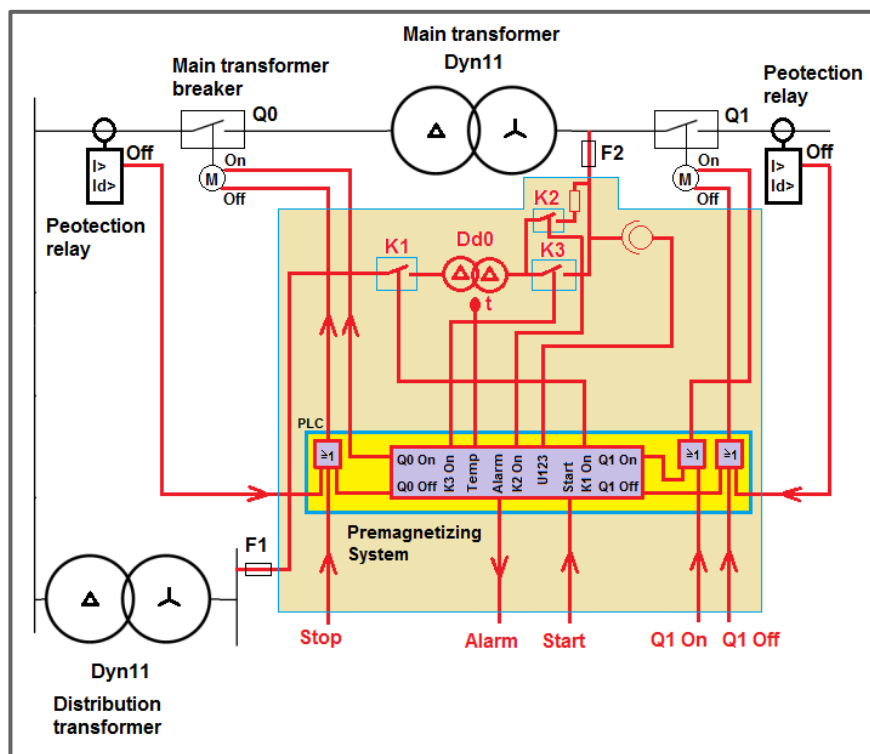 Main transformer
Dyn11
Main transformer
breaker
Q0
Q1
Peotection
relay
Off
I>
Id>
On
M
Off
F2
On
M
Off
Off
I>
Id>
Peotection
relay
K2
K1
Dd0
K3
t
PLC
≥1
Q0 On
Q0 Off
K3 On
Temp
Alarm
K2 On
U123
Start
K1 On
Q1 On
Q1 Off
≥1
≥1
Premagnetizing
System
F1
Stop
Alarm
Start
Q1 On
Q1 Off
Dyn11
Distribution
transformer